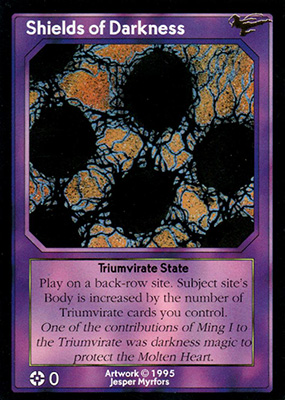 Shields of Darkness
Triumvirate State
Play on a back-row site. Subject site's
Body is increased by the number of
Triumvirate cards you control.
One of the contributions of Ming I to
the Triumvirate was darkness magic to
protect the Molten Heart.
0
Artwork © 1995
Jesper Myrfors